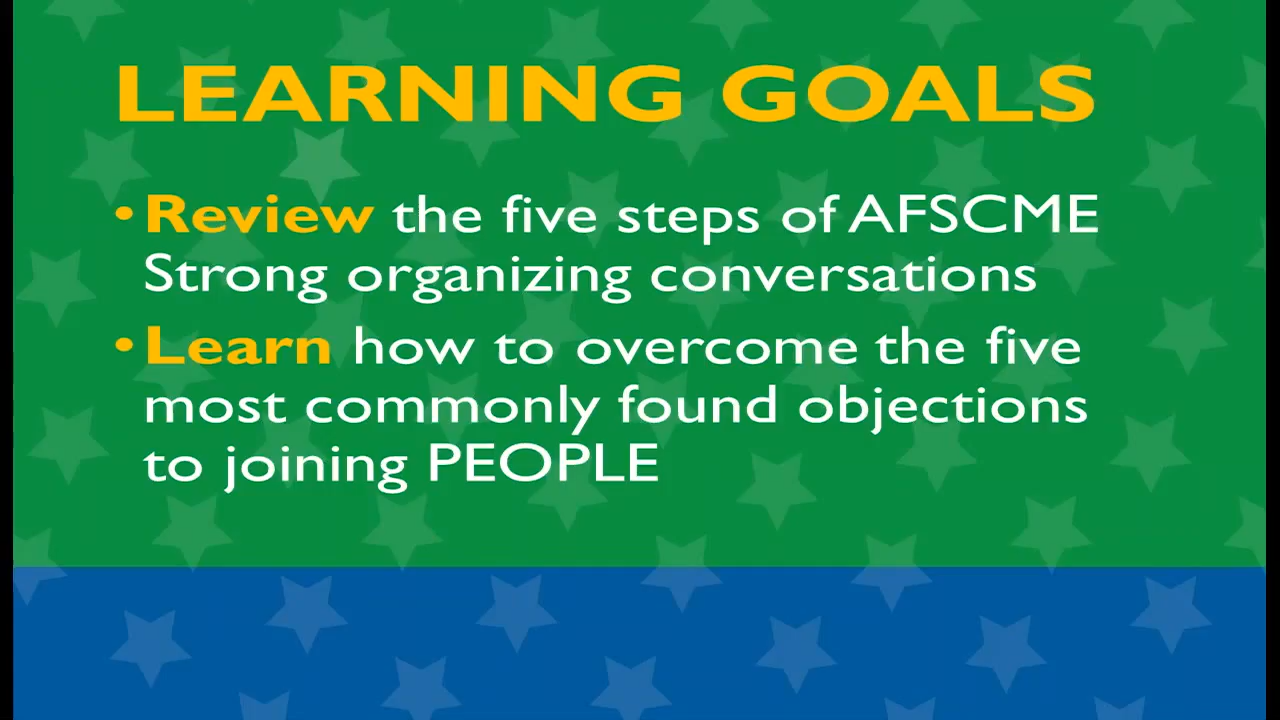 LEARNING GOALS
• Review the five steps of AFSCME
Strong organizing conversations
• Learn how to overcome the five
most commonly found objections
to joining PEOPLE